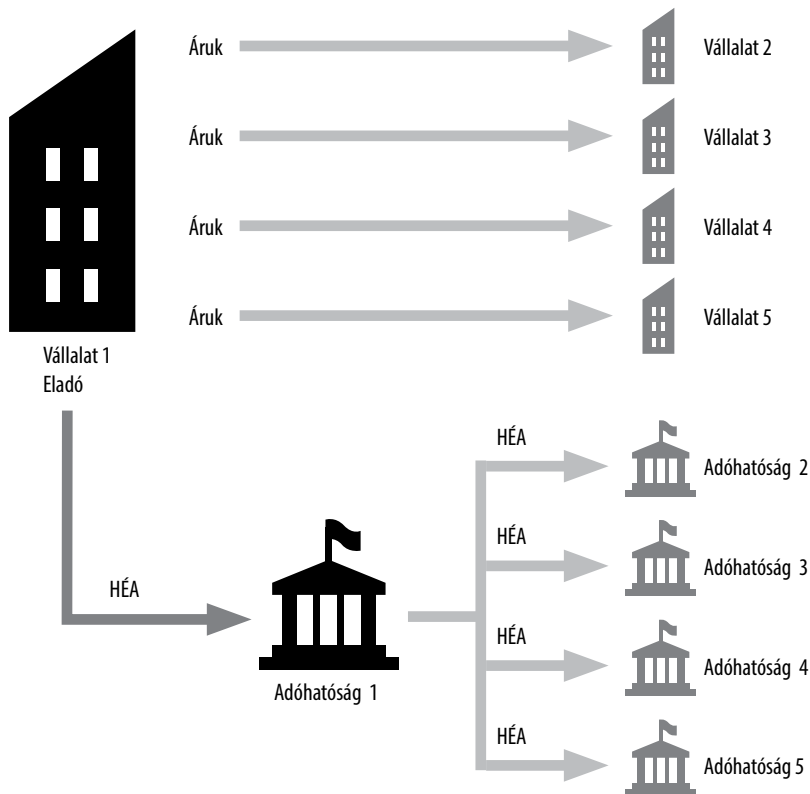 Áruk
Vállalat 2
Áruk
Vállalat 3
Áruk
Vállalat 4
Áruk
Vállalat 5
Vállalat 1
Eladó
HÉA
Adóhatóság 2
HÉA
Adóhatóság 3
HÉA
Adóhatóság 1
HÉA
Adóhatóság 4
HÉA
Adóhatóság 5